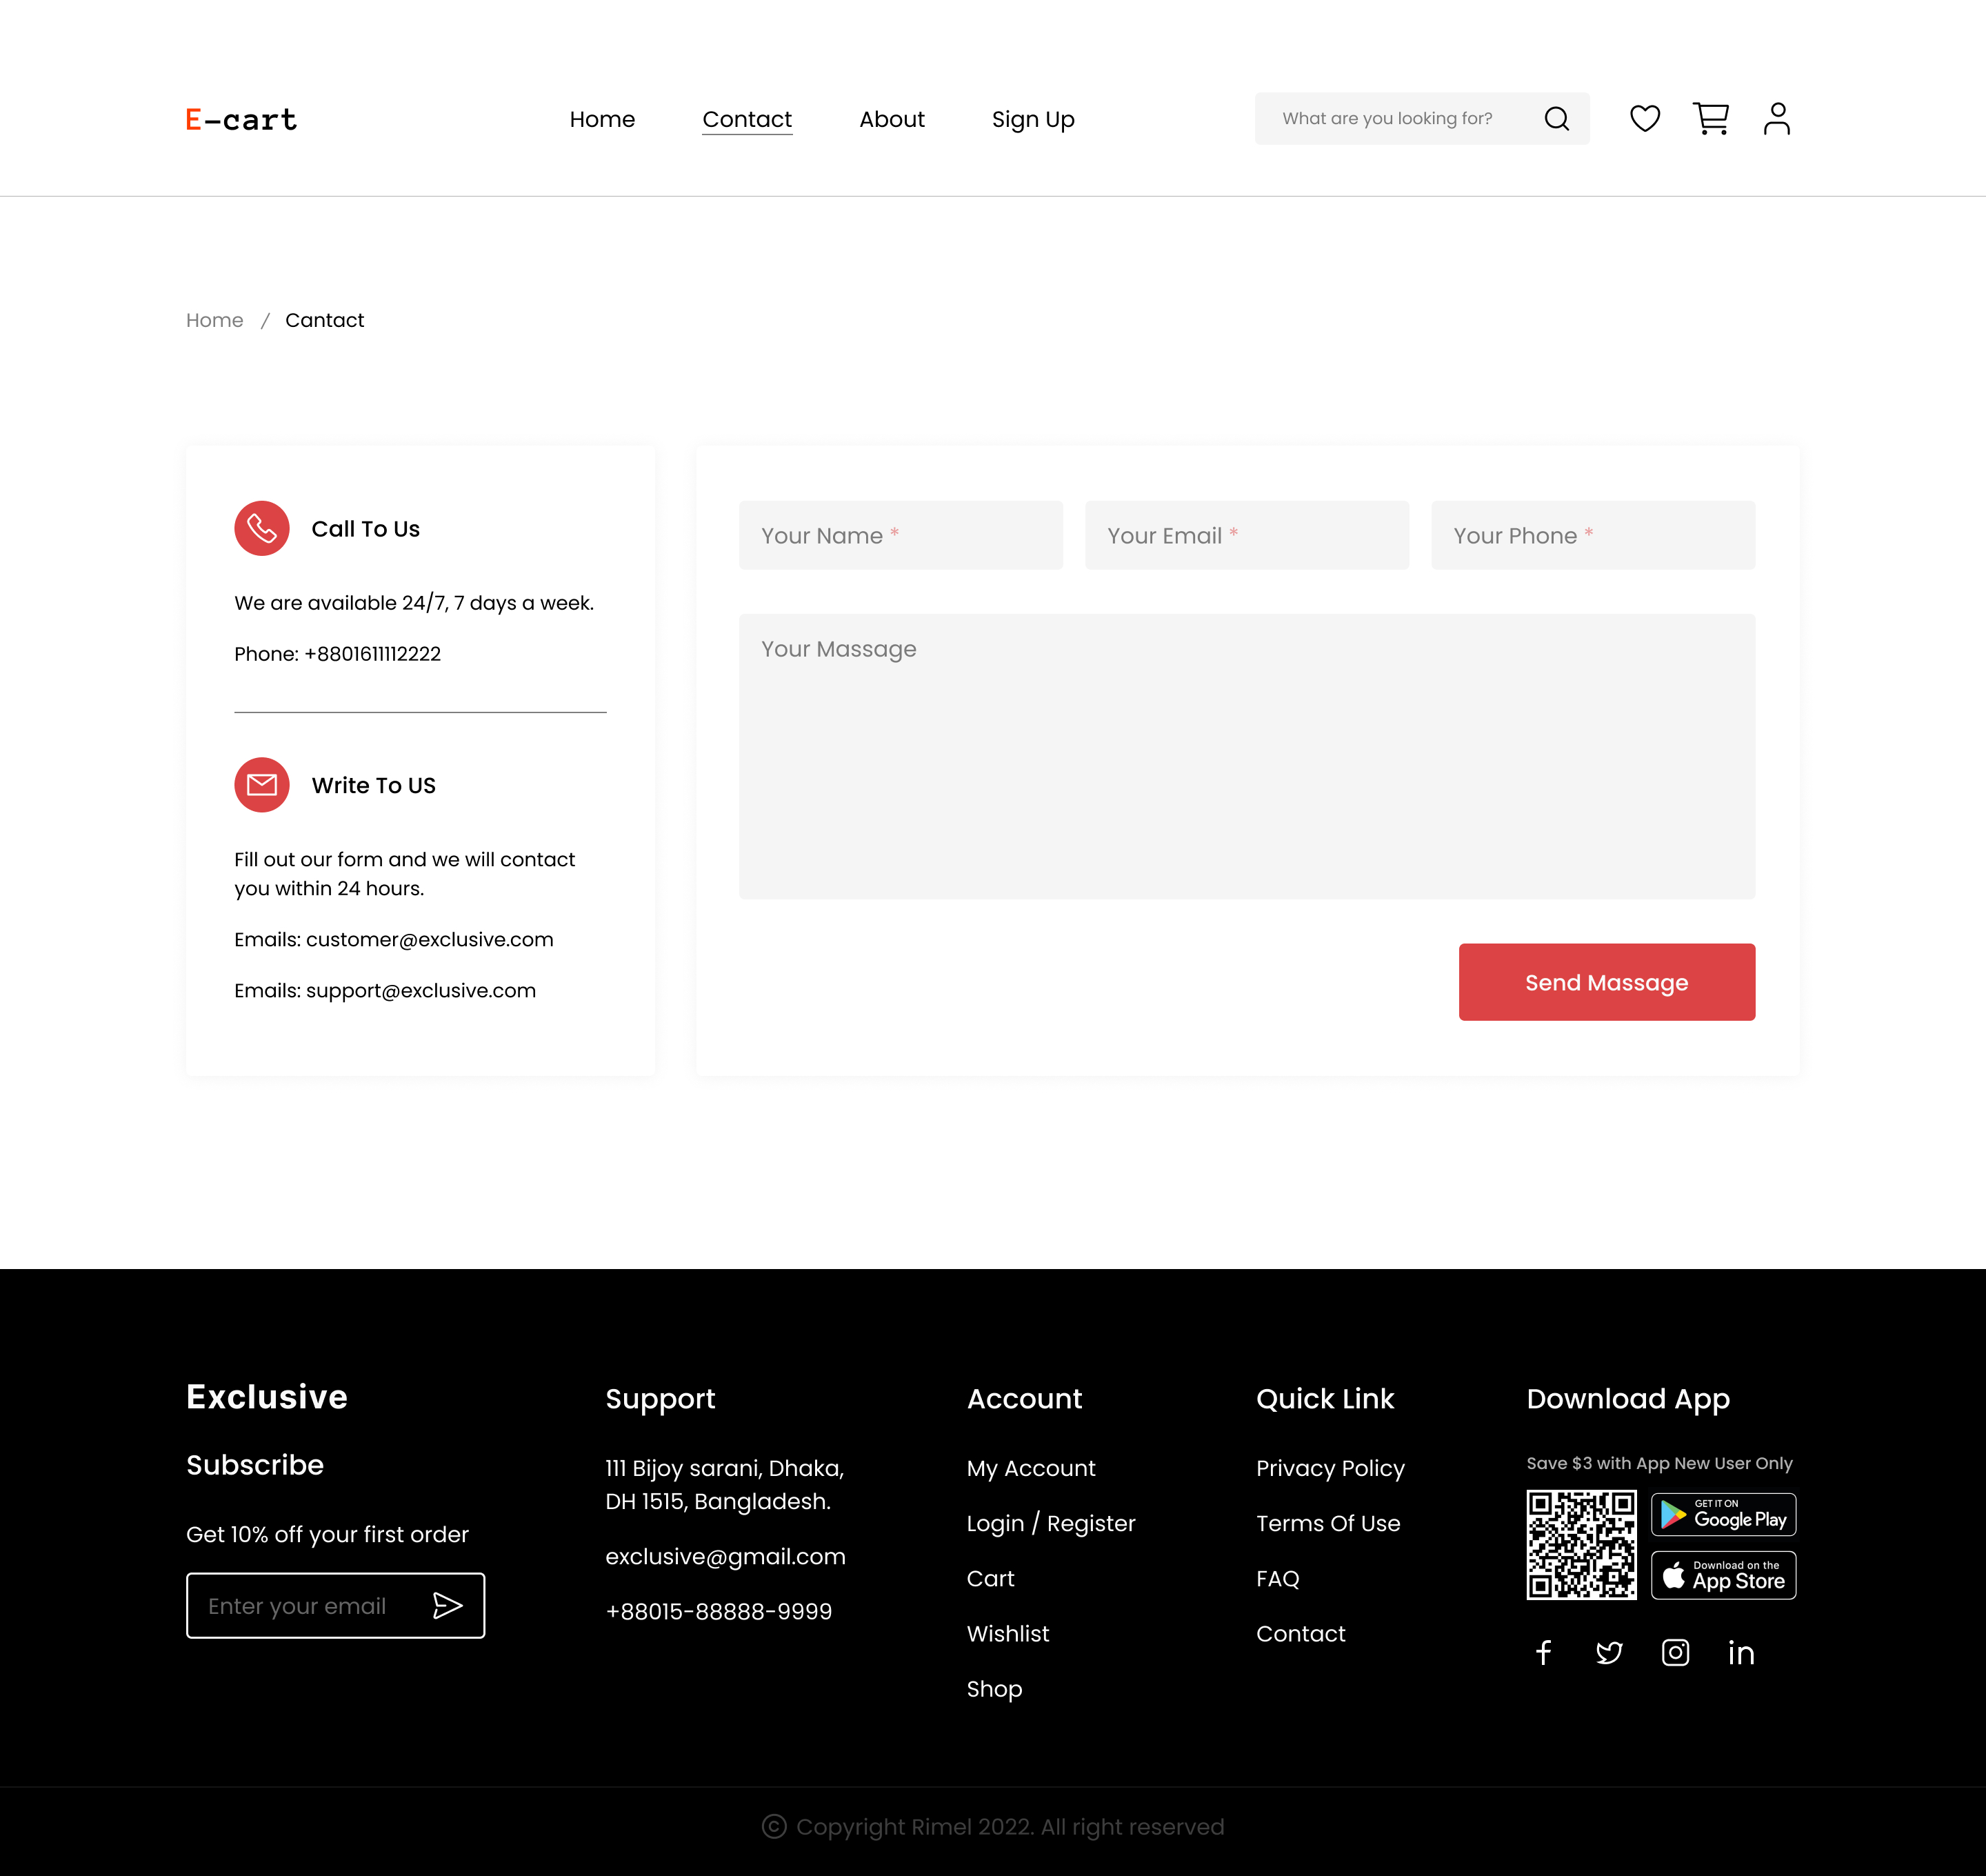 E-cart
Home
Contact
About
Sign Up
What are you looking for?
Home / Cantact
Call To Us
We are available 24/7, 7 days a week.
Phone: +8801611112222
Write To US
Fill out our form and we will contact
you within 24 hours.
Emails: customer@exclusive.com
Emails: support@exclusive.com
Your Name *
Your Email *
Your Phone *
Your Massage
Send Massage
Exclusive
Subscribe
Get 10% off your first order
Enter your email
Support
111 Bijoy sarani, Dhaka,
DH 1515, Bangladesh.
exclusive@gmail.com
+88015-88888-9999
Account
My Account
Login / Register
Cart
Wishlist
Shop
Quick Link
Privacy Policy
Terms Of Use
FAQ
Contact
Download App
Save $3 with App New User Only
GET IT ON
Google Play
Download on the
App Store
© Copyright Rimel 2022. All right reserved